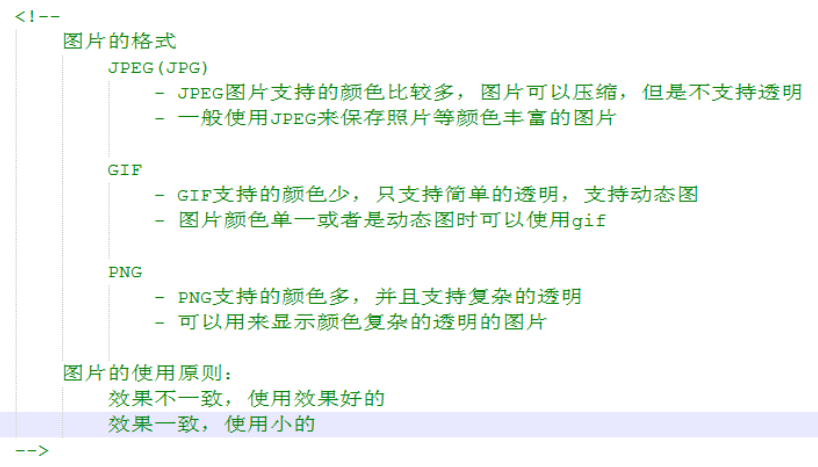 <!--
图片的格式
JPEG(JPG)
- JPEG图片支持的颜色比较多，图片可以压缩，但是不支持透明
- 一般使用JPEG来保存照片等颜色丰富的图片
GIF
- GIF支持的颜色少，只支持简单的透明，支持动态图
- 图片颜色单一或者是动态图时可以使用gif
PNG
- PNG支持的颜色多，并且支持复杂的透明
- 可以用来显示颜色复杂的透明的图片
图片的使用原则：
效果不一致，使用效果好的
效果一致，使用小的
-->